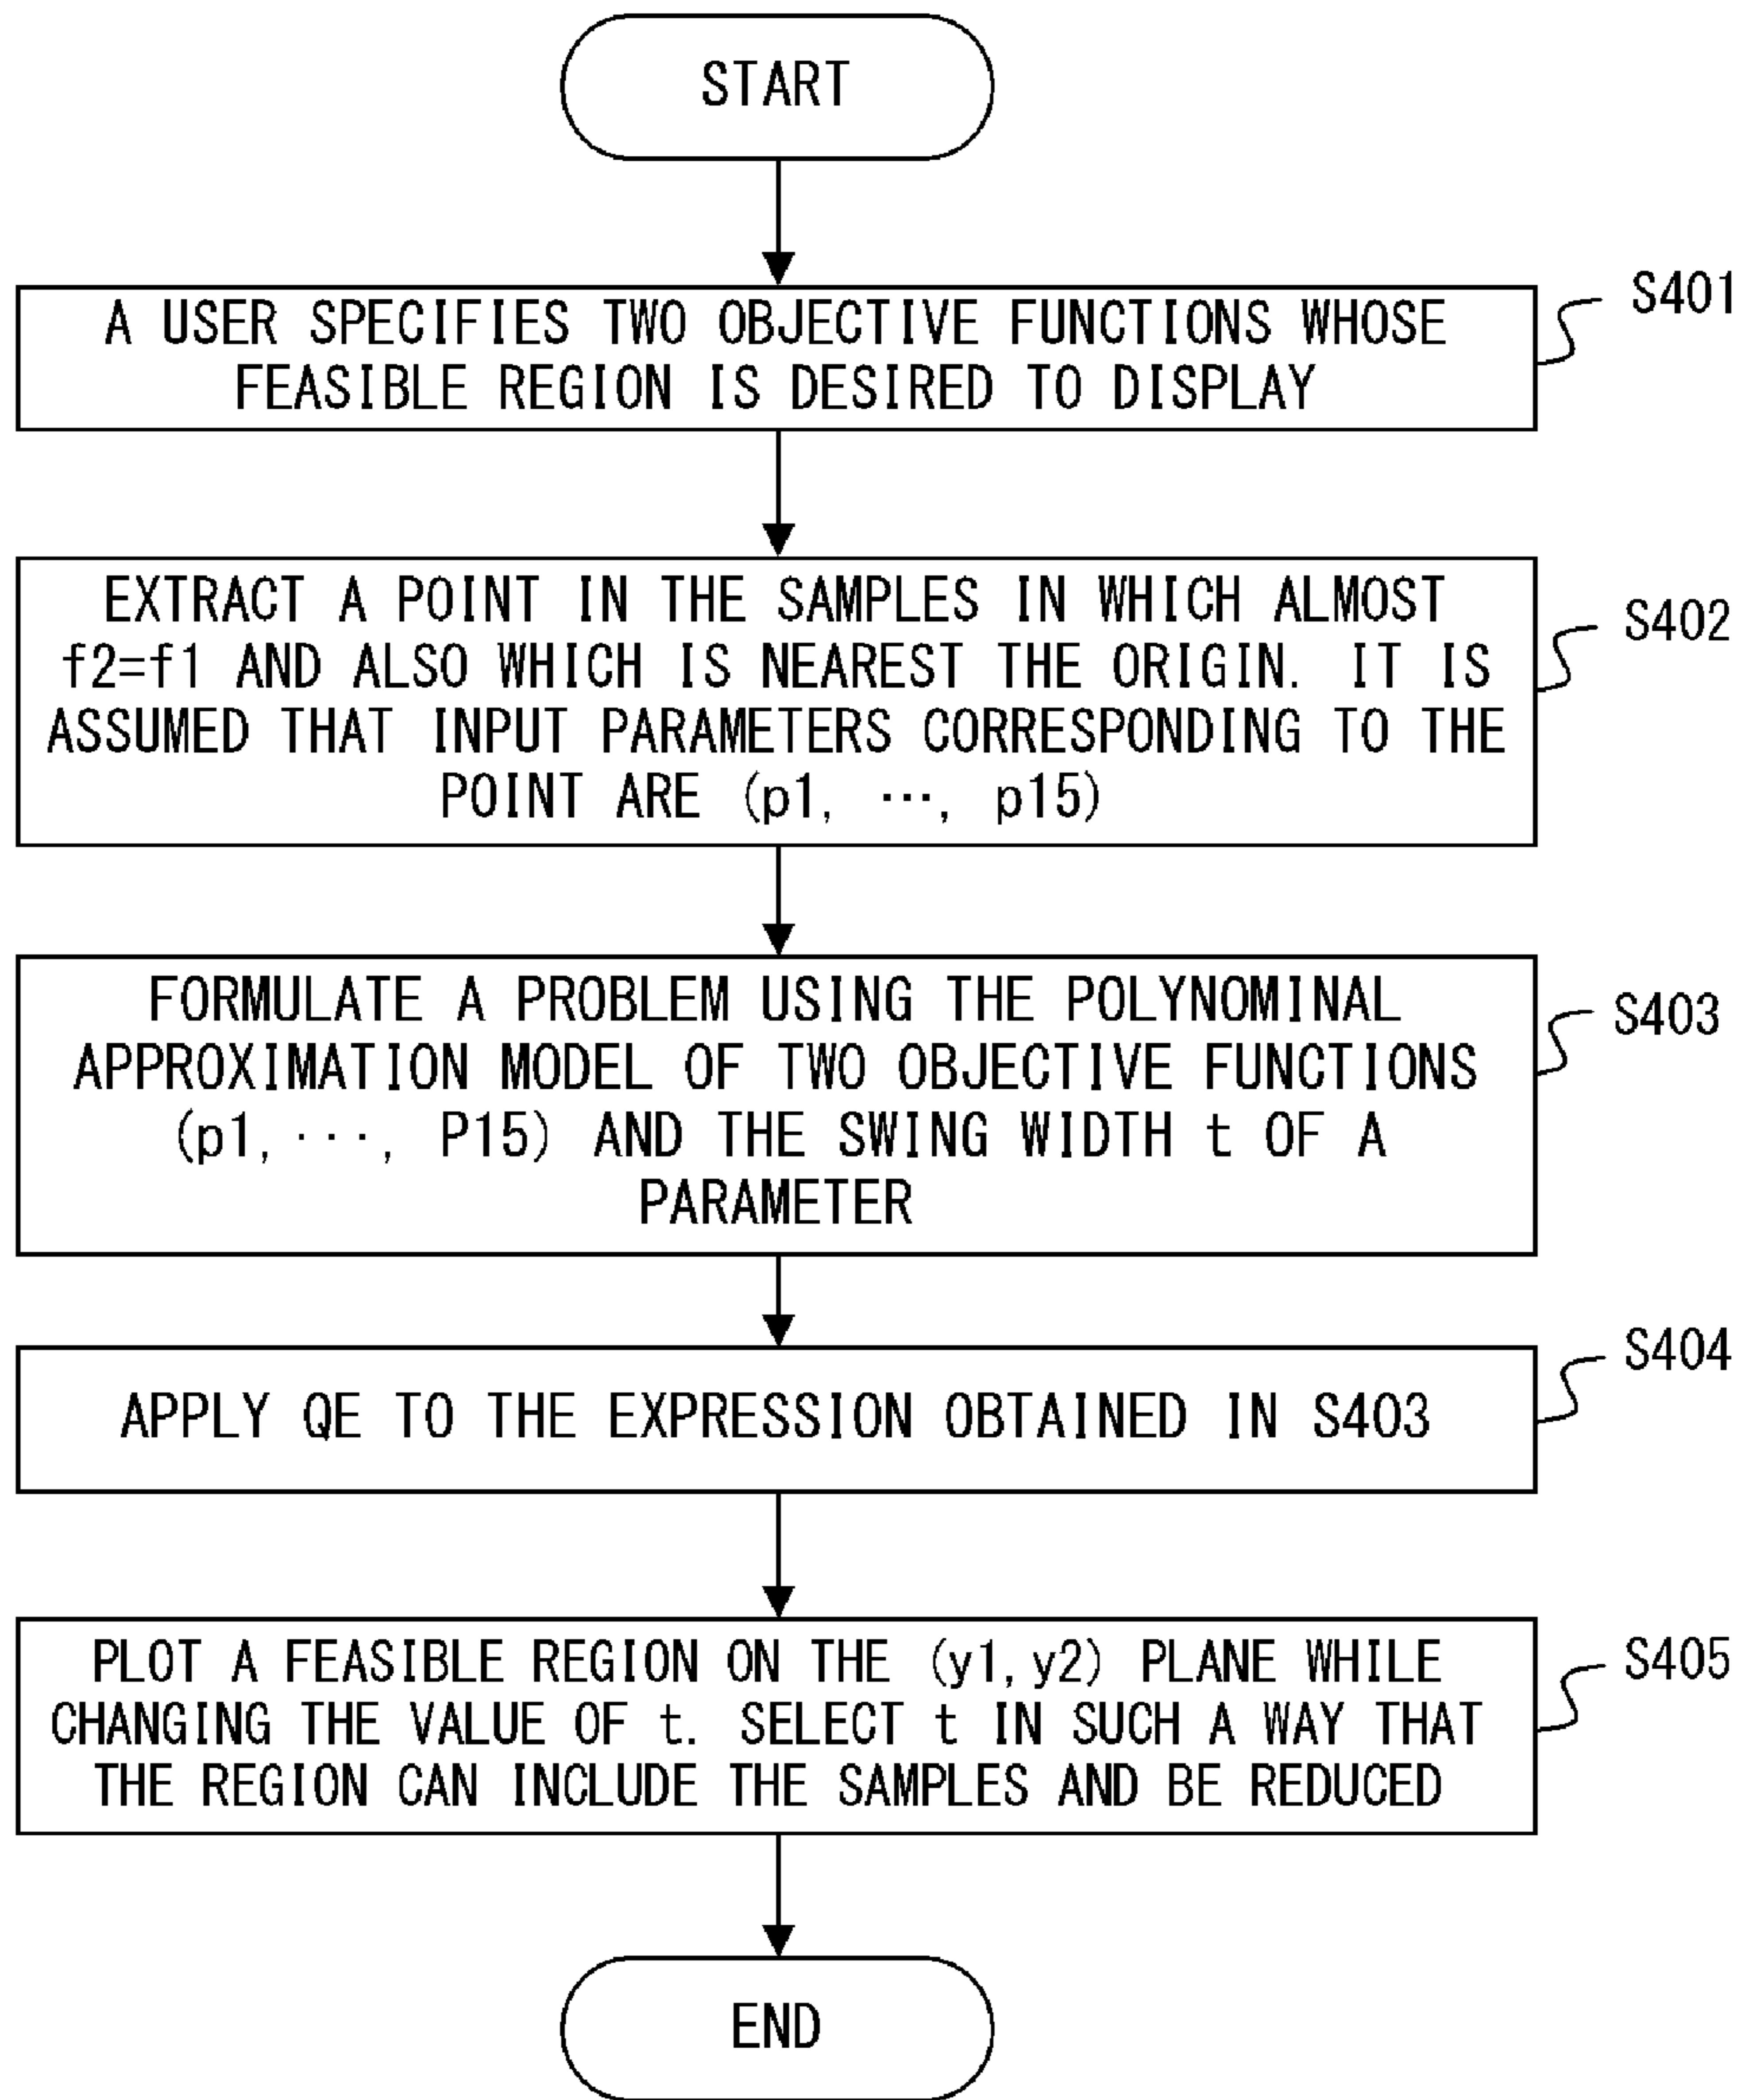 START
S401
A USER SPECIFIES TWO OBJECTIVE FUNCTIONS WHOSE
FEASIBLE REGION IS DESIRED TO DISPLAY
S402
EXTRACT A POINT IN THE SAMPLES IN WHICH ALMOST
f2=f1 AND ALSO WHICH IS NEAREST THE ORIGIN. IT IS
ASSUMED THAT INPUT PARAMETERS CORRESPONDING TO THE
POINT ARE (p1, ···, p15)
S403
FORMULATE A PROBLEM USING THE POLYNOMINAL
APPROXIMATION MODEL OF TWO OBJECTIVE FUNCTIONS
(p1,···, P15) AND THE SWING WIDTH t OF A
PARAMETER
S404
APPLY QE TO THE EXPRESSION OBTAINED IN S403
S405
PLOT A FEASIBLE REGION ON THE (y1,y2) PLANE WHILE
CHANGING THE VALUE OF t. SELECT t IN SUCH A WAY THAT
THE REGION CAN INCLUDE THE SAMPLES AND BE REDUCED
END